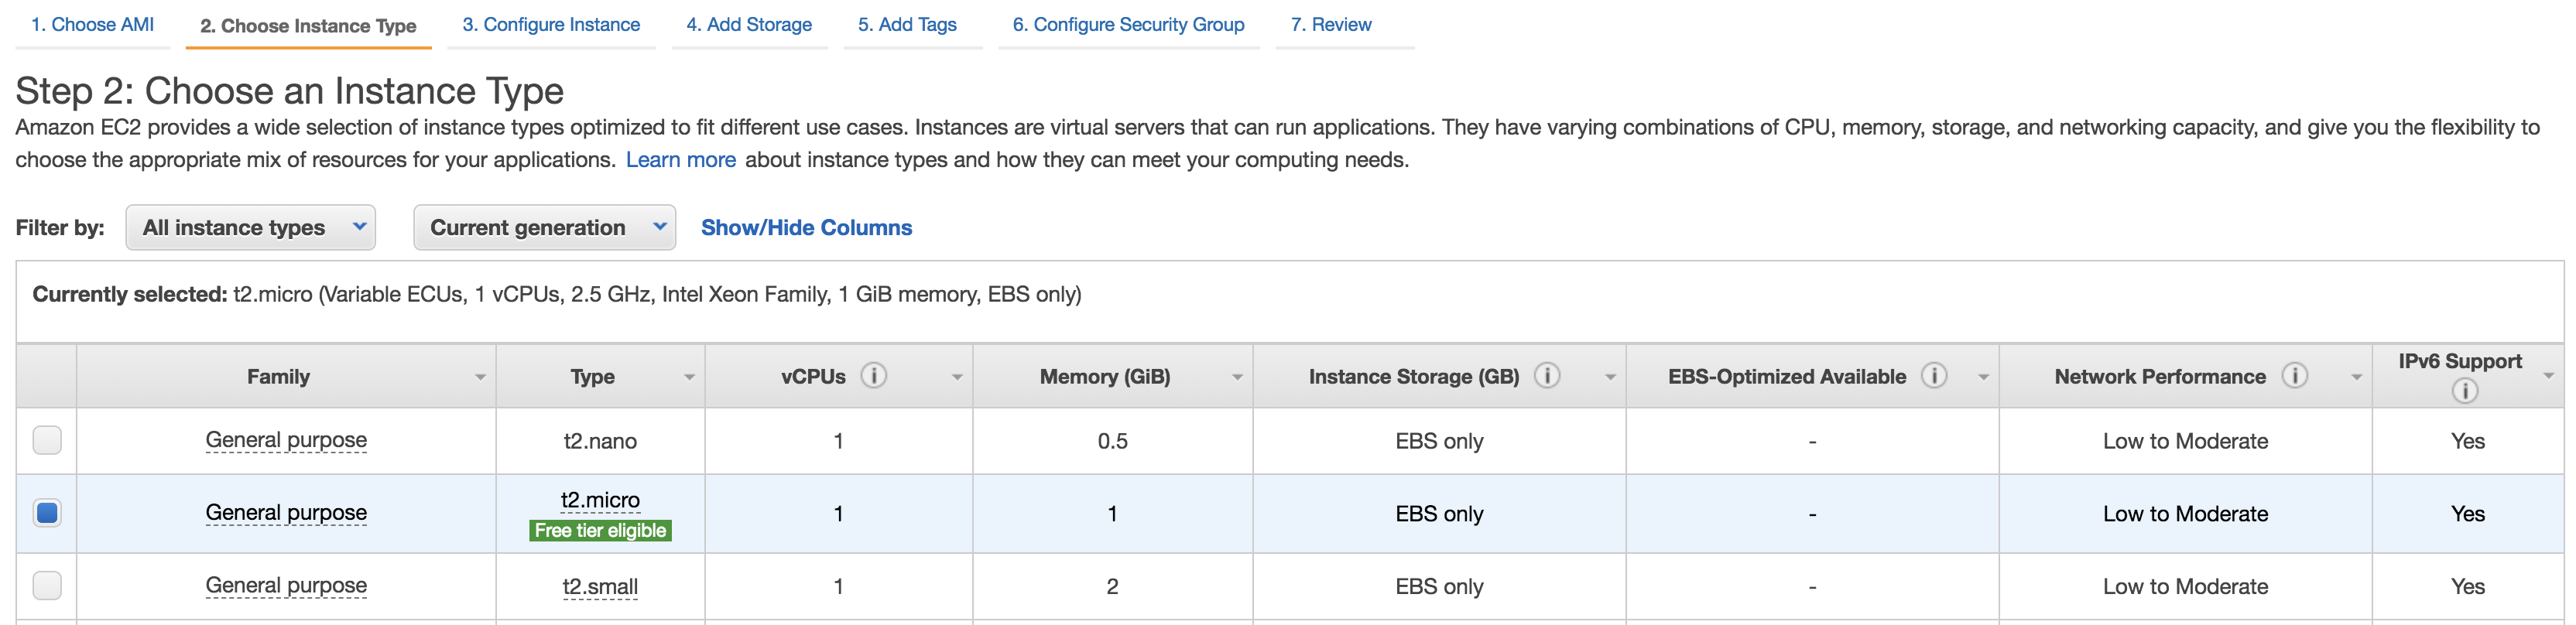 1. Choose AMI 2. Choose Instance Type 3. Configure Instance 4. Add Storage 5. Add Tags 6. Configure Security Group 7. Review
Step 2: Choose an Instance Type
Amazon EC2 provides a wide selection of instance types optimized to fit different use cases. Instances are virtual servers that can run applications. They have varying combinations of CPU, memory, storage, and networking capacity, and give you the flexibility to
choose the appropriate mix of resources for your applications. Learn more about instance types and how they can meet your computing needs.
Filter by: All instance types Current generation Show/Hide Columns
Currently selected: t2.micro (Variable ECUs, 1 vCPUs, 2.5 GHz, Intel Xeon Family, 1 GiB memory, EBS only)
Family Type vCPUs i Memory (GiB) Instance Storage (GB) i EBS-Optimized Available i Network Performance i IPv6 Support i
General purpose t2.nano 1 0.5 EBS only - Low to Moderate Yes
General purpose t2.micro 1 1 EBS only - Low to Moderate Yes
Free tier eligible
General purpose t2.small 1 2 EBS only - Low to Moderate Yes